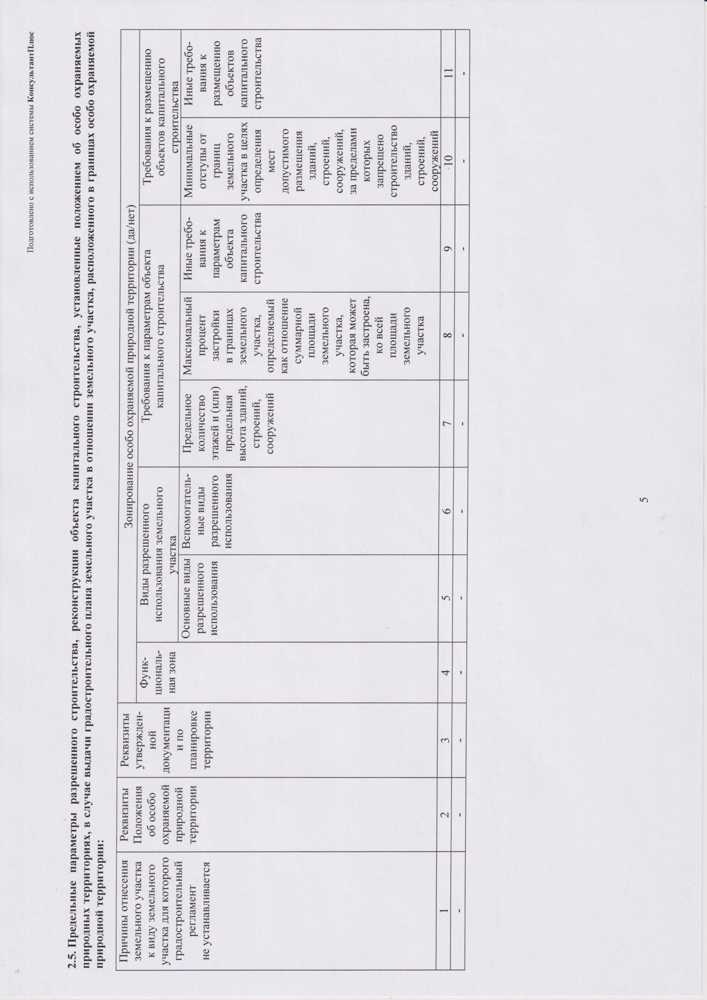 Подготовлено с использованием системы КонсультантПлюс
2.5. Предельные параметры разрешенного строительства, реконструкции объекта капитального строительства, установленные положением об особо охраняемых
природных территориях, в случае выдачи градостроительного плана земельного участка в отношении земельного участка, расположенного в границах особо охраняемой
природной территории:
Причины отнесения
земельного участка
к виду земельного
участка для которого
градостроительный
регламент
не устанавливается
Реквизиты
Положения
об особо
охраняемой
природной
территории
Реквизиты
утвержден-
ной
документаци
и по
планировке
территории
Зонирование особо охраняемой природной территории (да/нет)
Функ-
циональ-
ная зона
Виды разрешенного
использования земельного
участка
Требования к параметрам объекта
капитального строительства
Требования к размещению
объектов капитального
строительства
Основные виды
разрешенного
использования
Вспомогатель-
ные виды
разрешенного
использования
Предельное
количество
этажей и (или)
предельная
высота зданий,
строений,
сооружений
Максимальный
процент
застройки
в границах
земельного
участка,
определяемый
как отношение
суммарной
площади
земельного
участка,
которая может
быть застроена,
ко всей
площади
земельного
участка
Иные требо-
вания к
параметрам
объекта
капитального
строительства
Минимальные
отступы от
границ
земельного
участка в целях
определения
мест
допустимого
размещения
зданий,
строений,
сооружений,
за пределами
которых
запрещено
строительство
зданий,
строений,
сооружений
Иные требо-
вания к
размещению
объектов
капитального
строительства
1 2 3 4 5 6 7 8 9 10 11
- - - - - - - - - - -
5